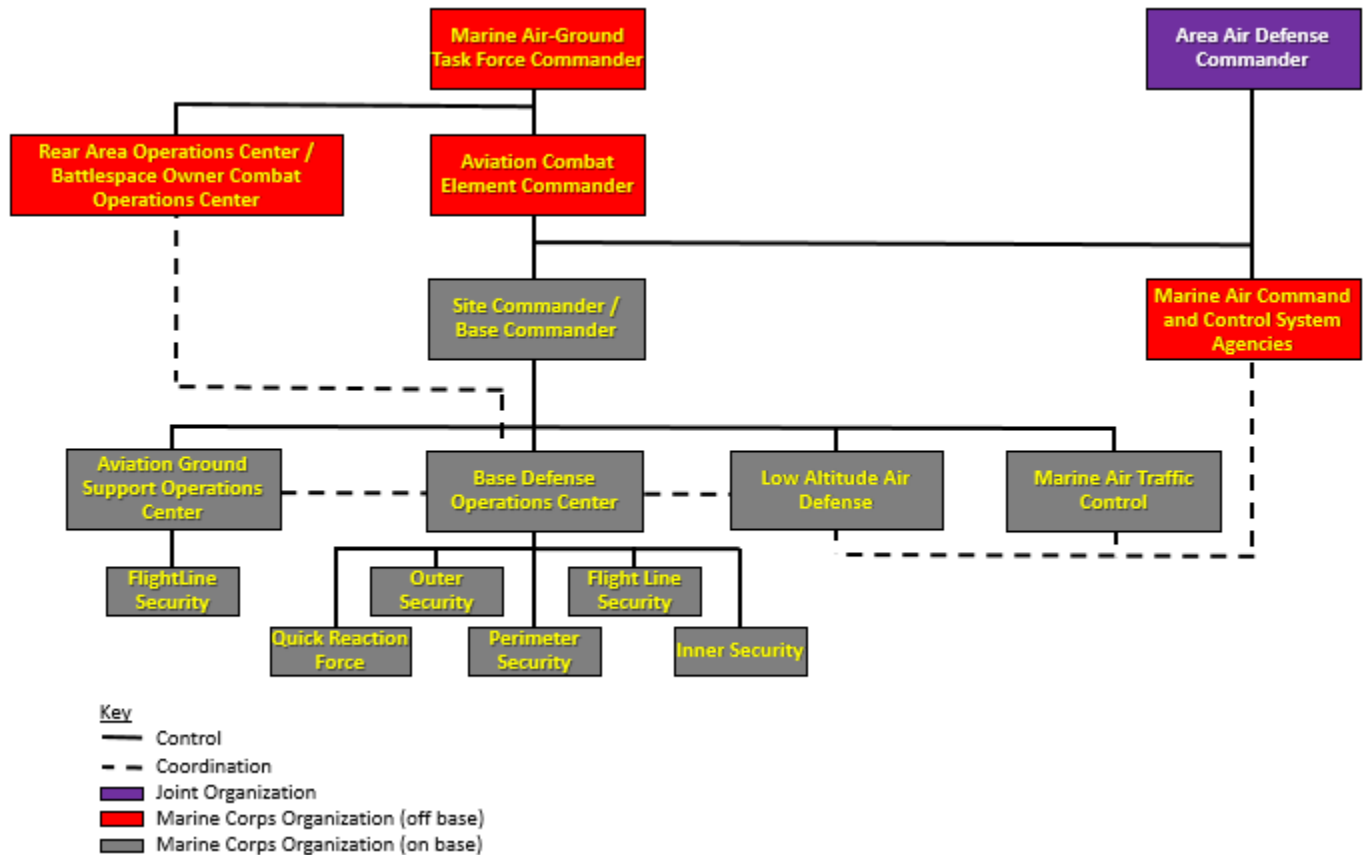 Marine Air-Ground
Task Force Commander
Area Air Defense
Commander
Rear Area Operations Center /
Battlespace Owner Combat
Operations Center
Aviation Combat
Element Commander
Site Commander /
Base Commander
Marine Air Command
and Control System
Agencies
Aviation Ground
Support Operations
Center
Base Defense
Operations Center
Low Altitude Air
Defense
Marine Air Traffic
Control
FlightLine
Security
Outer
Security
Flight Line
Security
Quick Reaction
Force
Perimeter
Security
Inner Security
Key
Control
Coordination
Joint Organization
Marine Corps Organization (off base)
Marine Corps Organization (on base)